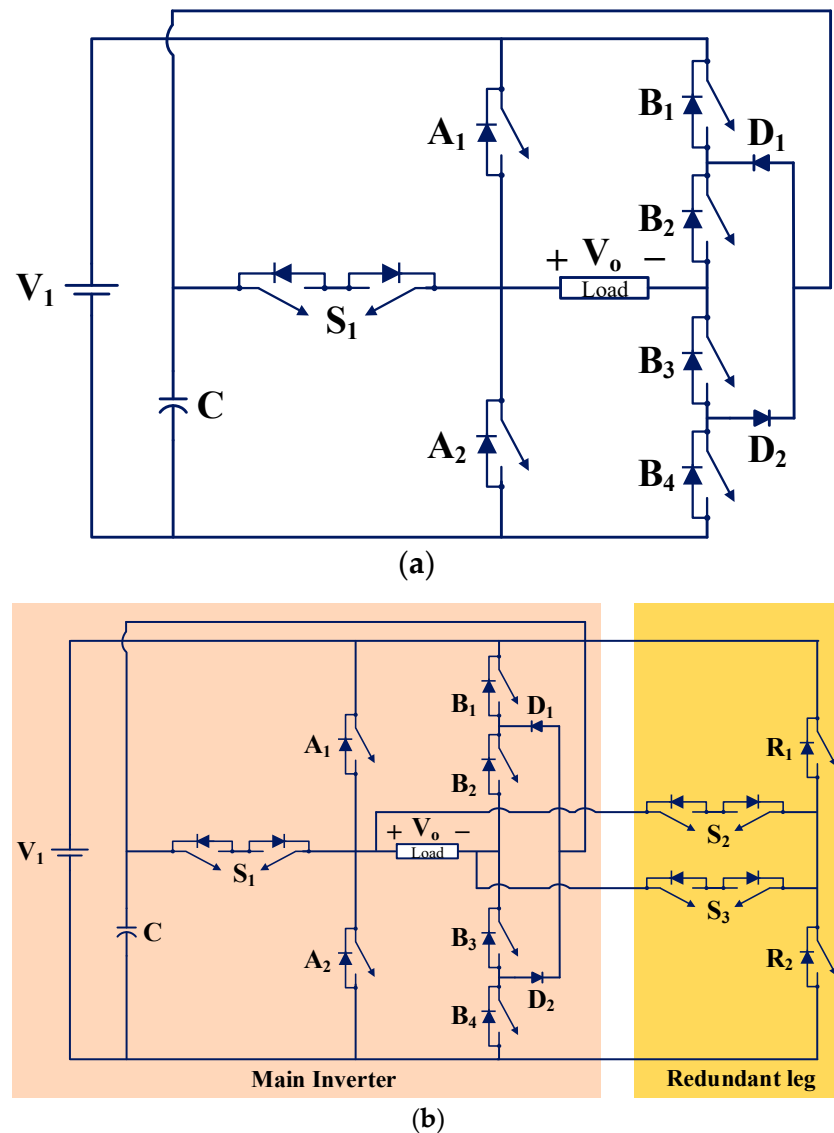 B₁
D₁
A₁
B₂
+ Vₒ −
V₁
Load
S₁
B₃
C
A₂
D₂
B₄
(a)
B₁
D₁
A₁
R₁
B₂
+ Vₒ −
S₂
V₁
Load
S₁
S₃
C
B₃
A₂
R₂
D₂
B₄
Main Inverter
Redundant leg
(b)